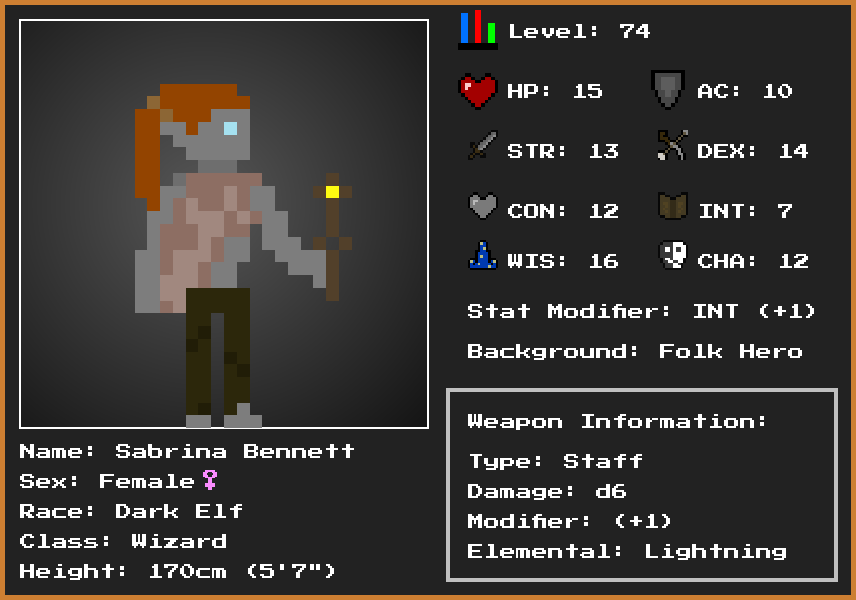 Level: 74
HP: 15 AC: 10
STR: 13 DEX: 14
CON: 12 INT: 7
WIS: 16 CHA: 12
Stat Modifier: INT (+1)
Background: Folk Hero
Weapon Information:
Type: Staff
Damage: d6
Modifier: (+1)
Elemental: Lightning
Name: Sabrina Bennett
Sex: Female♀
Race: Dark Elf
Class: Wizard
Height: 170cm (5'7")